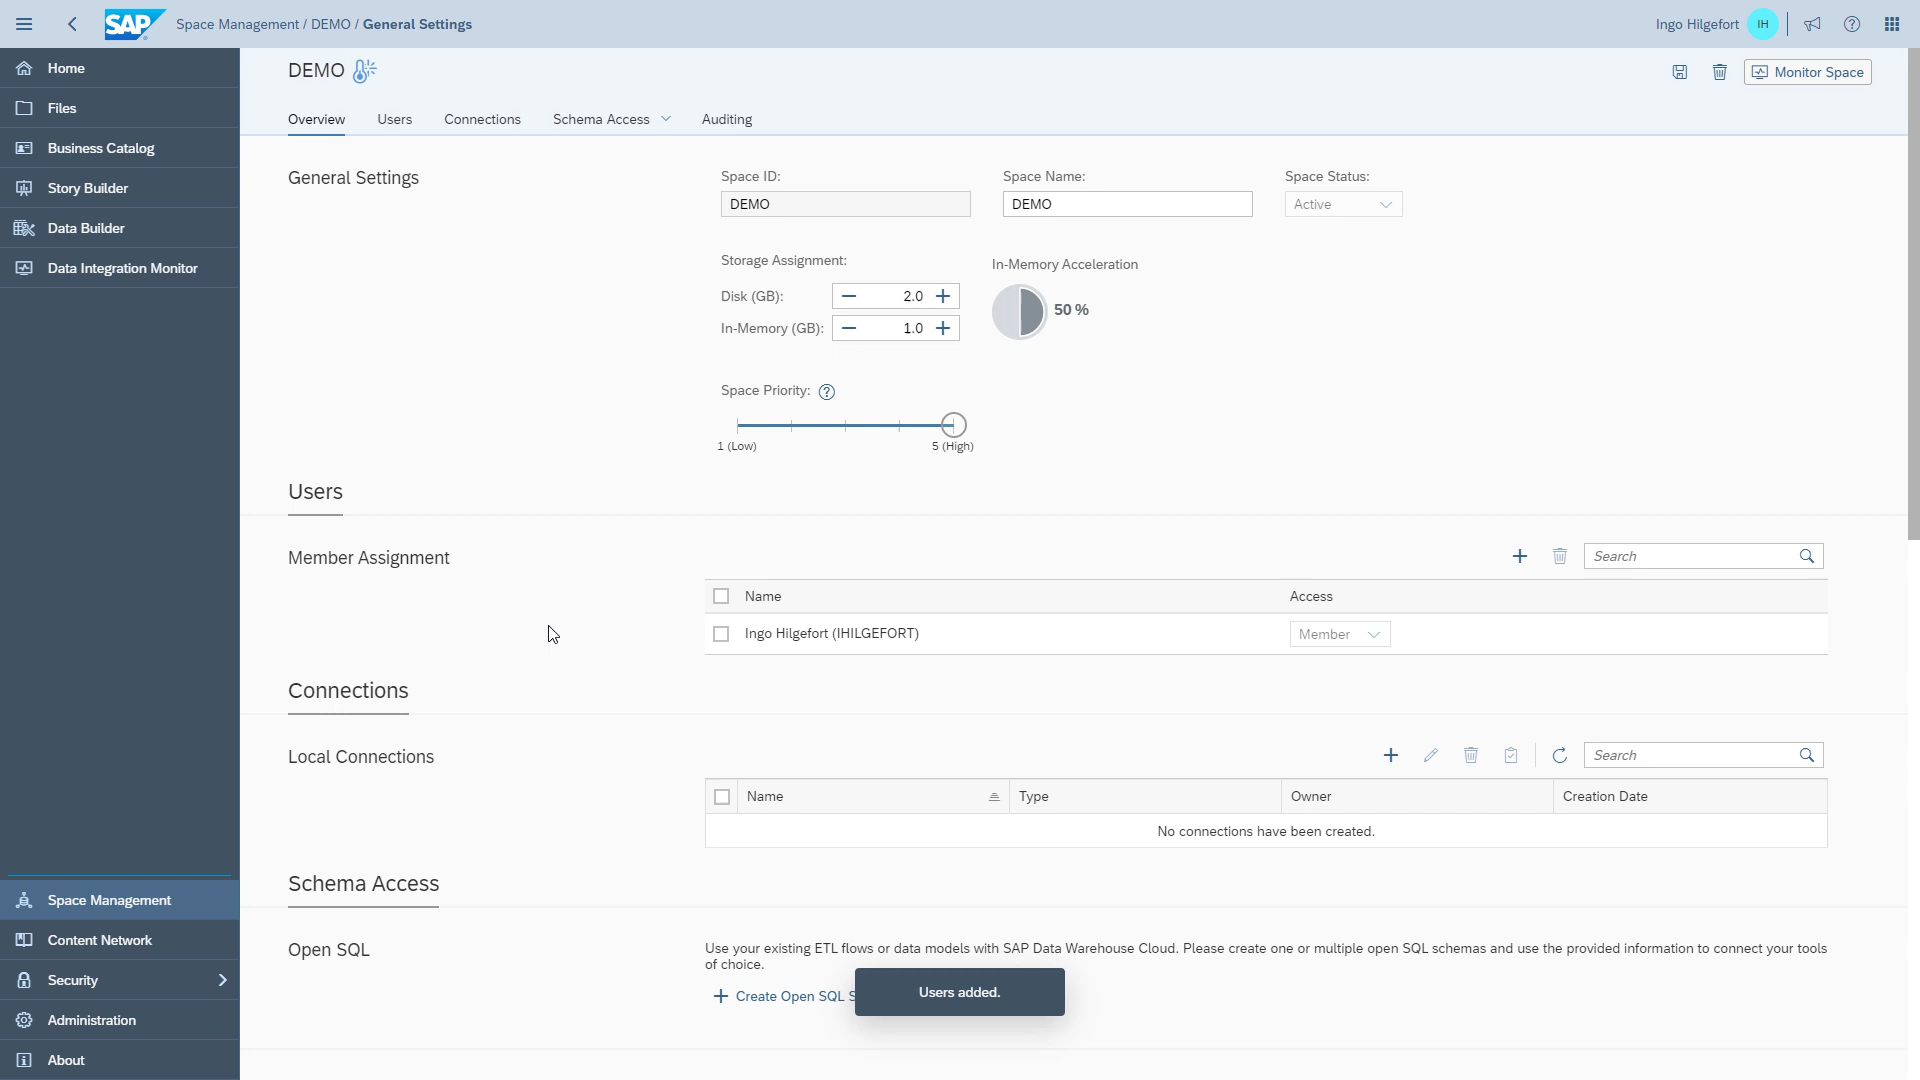 SAP
Space Management / DEMO / General Settings
Ingo Hilgefort
IH
Home
Files
Business Catalog
Story Builder
Data Builder
Data Integration Monitor
Space Management
Content Network
Security
Administration
About
DEMO
Monitor Space
Overview
Users
Connections
Schema Access
Auditing
General Settings
Space ID:
DEMO
Space Name:
DEMO
Space Status:
Active
Storage Assignment:
Disk (GB):
2.0
In-Memory (GB):
1.0
In-Memory Acceleration
50 %
Space Priority:
1 (Low)
5 (High)
Users
Member Assignment
Search
Name
Access
Ingo Hilgefort (IHILGEFORT)
Member
Connections
Local Connections
Search
Name
Type
Owner
Creation Date
No connections have been created.
Schema Access
Open SQL
Use your existing ETL flows or data models with SAP Data Warehouse Cloud. Please create one or multiple open SQL schemas and use the provided information to connect your tools
of choice.
Create Open SQL S
Users added.